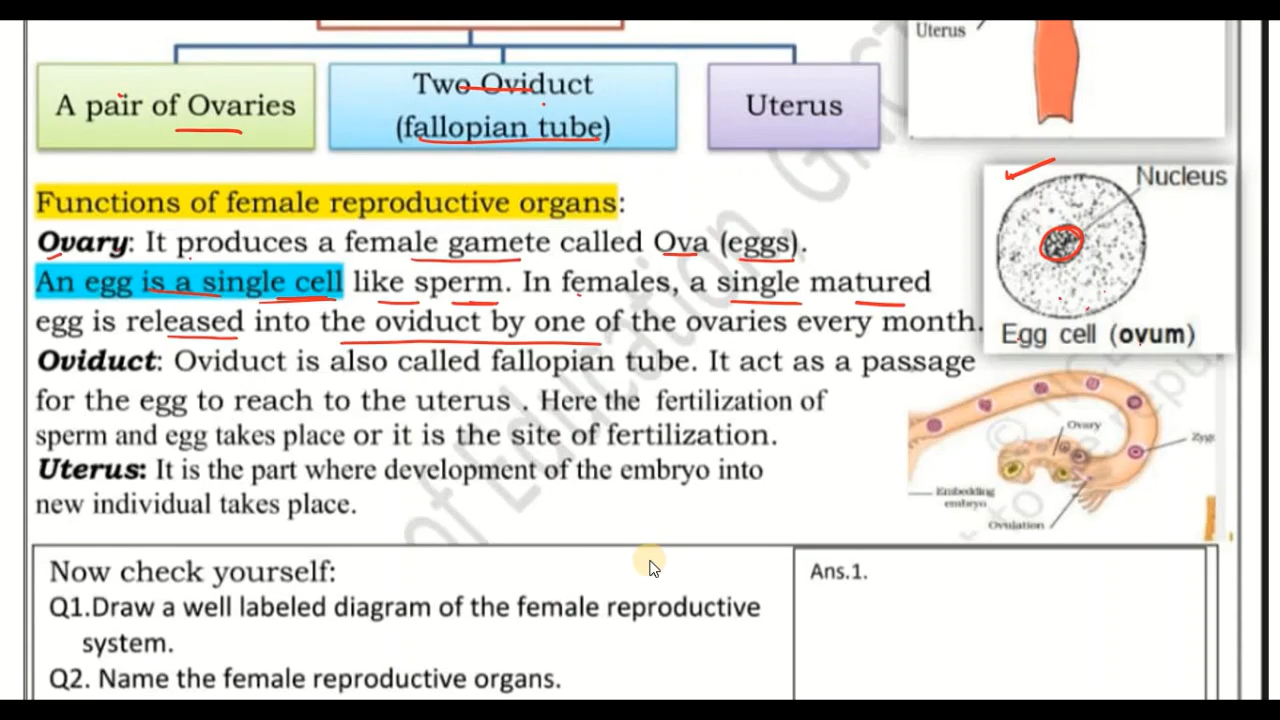 Uterus
A pair of Ovaries
Two Oviduct
(fallopian tube)
Uterus
Functions of female reproductive organs:
Ovary: It produces a female gamete called Ova (eggs).
An egg is a single cell like sperm. In females, a single matured
egg is released into the oviduct by one of the ovaries every month.
Oviduct: Oviduct is also called fallopian tube. It act as a passage
for the egg to reach to the uterus . Here the fertilization of
sperm and egg takes place or it is the site of fertilization.
Uterus: It is the part where development of the embryo into
new individual takes place.
Nucleus
Egg cell (ovum)
Ovary
Zyg
Embedding
embryo
Ovulation
of Education, GNCT
Now check yourself:
Q1.Draw a well labeled diagram of the female reproductive
system.
Q2. Name the female reproductive organs.
Ans.1.